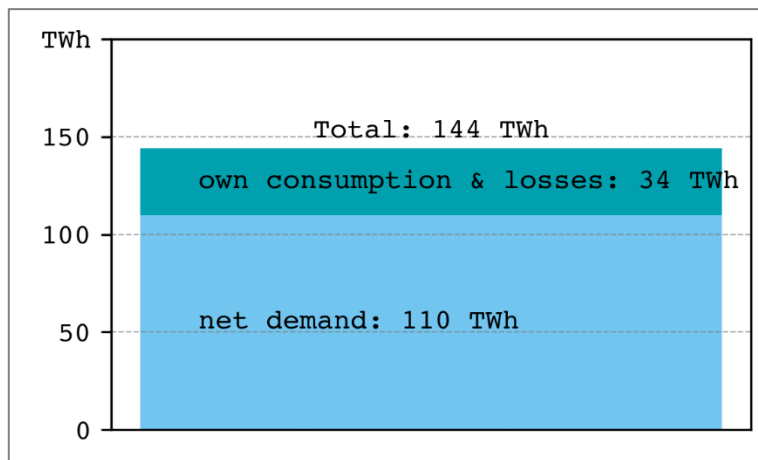 TWh
Total: 144 TWh
150
own consumption & losses: 34 TWh
100
net demand: 110 TWh
50
0